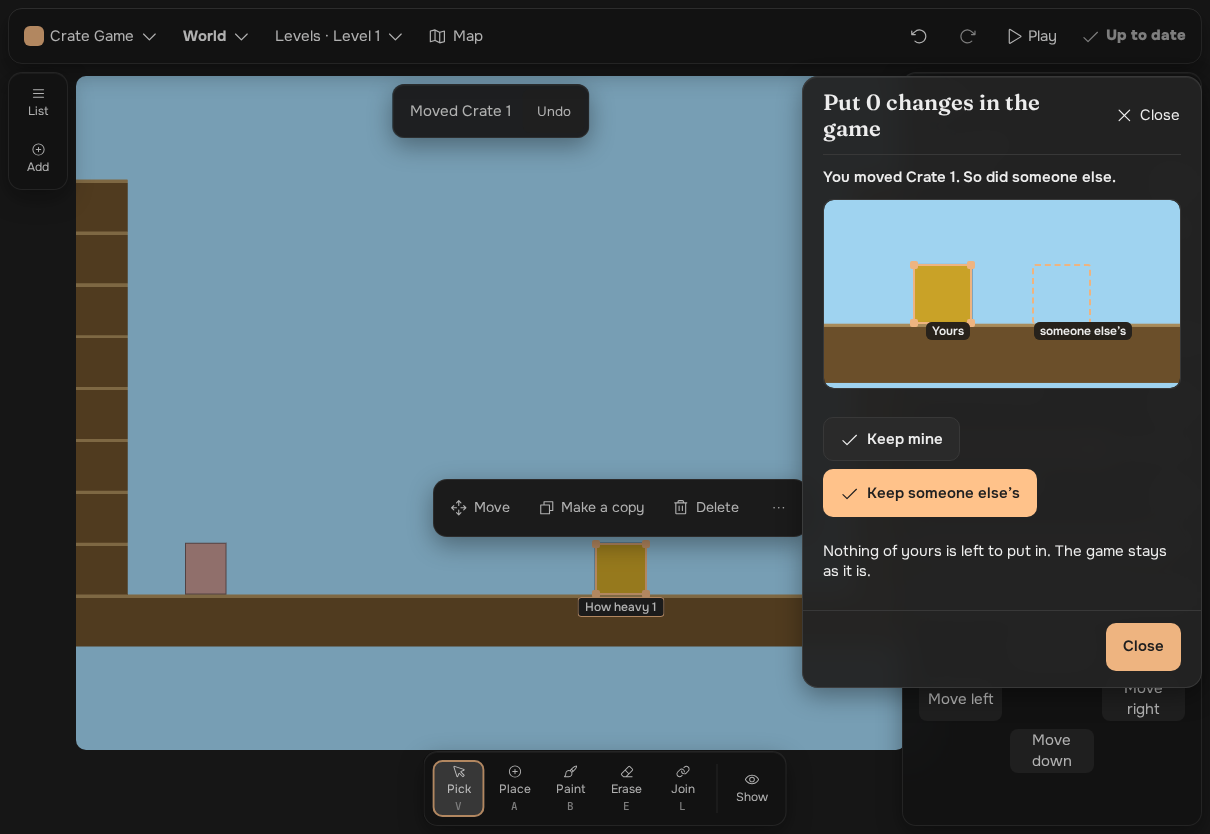 Crate Game
World
Levels · Level 1
Map
Play
Up to date
List
Add
Moved Crate 1
Undo
Put 0 changes in the
game
Close
You moved Crate 1. So did someone else.
Yours
someone else's
Keep mine
Keep someone else's
Nothing of yours is left to put in. The game stays
as it is.
Close
Move
Make a copy
Delete
...
How heavy 1
Move left
Move
right
Move
down
Pick
V
Place
A
Paint
B
Erase
E
Join
L
Show